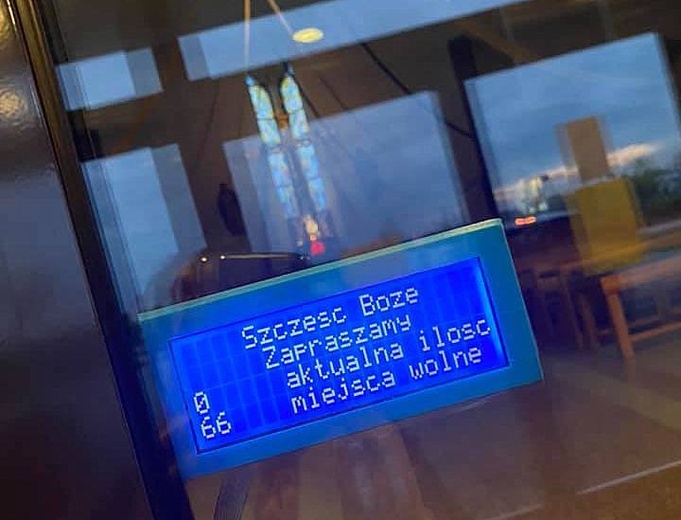 Szczesc Boze
Zapraszamy
0 aktualna ilosc
66 miejsca wolne